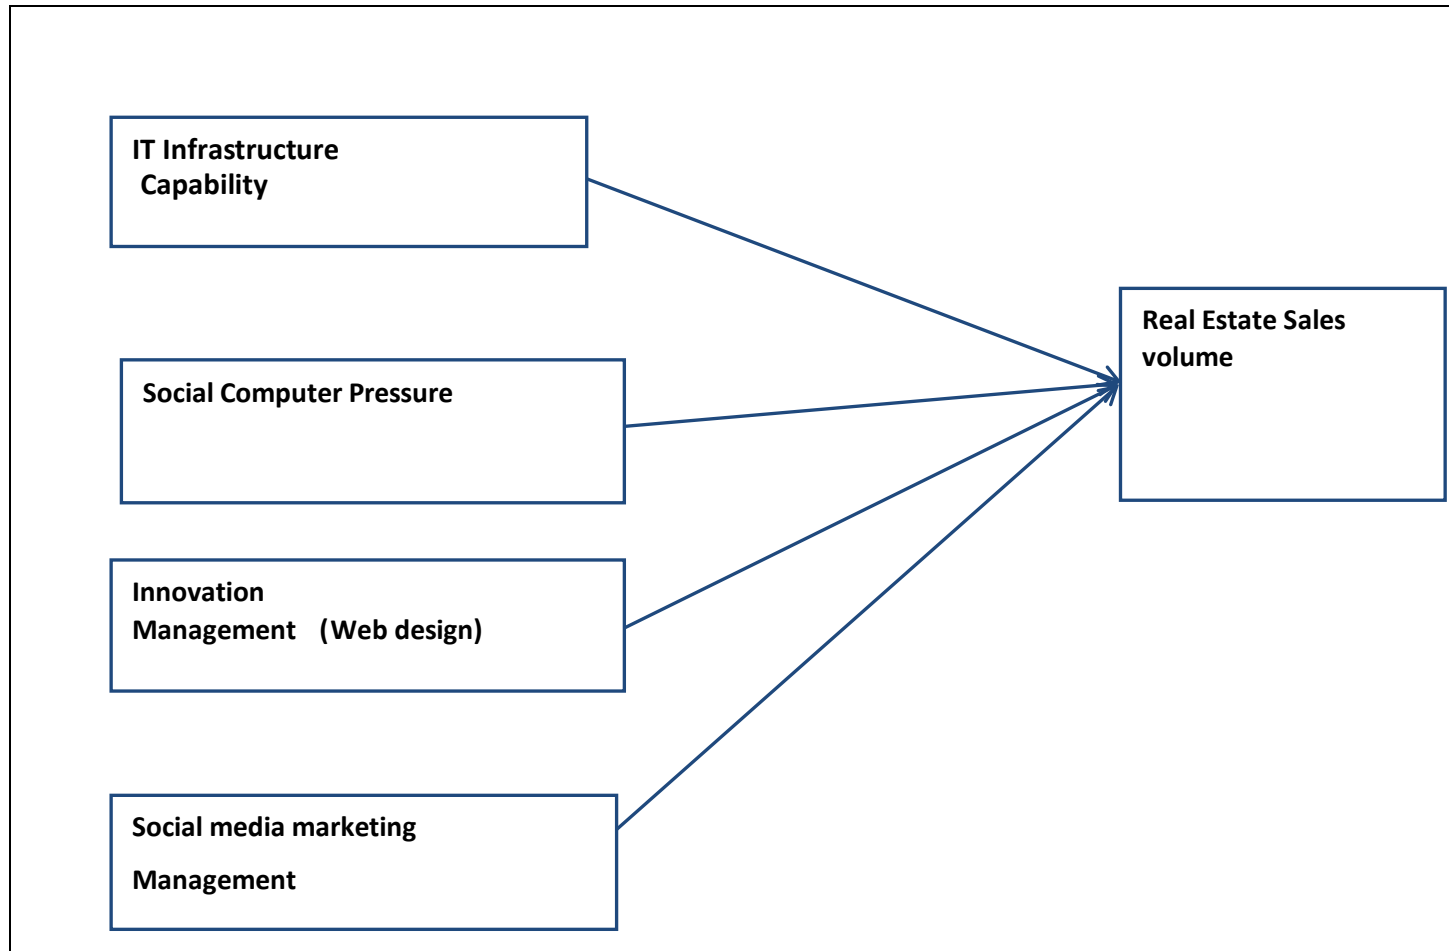 IT Infrastructure
Capability
Social Computer Pressure
Innovation
Management (Web design)
Social media marketing
Management
Real Estate Sales
volume